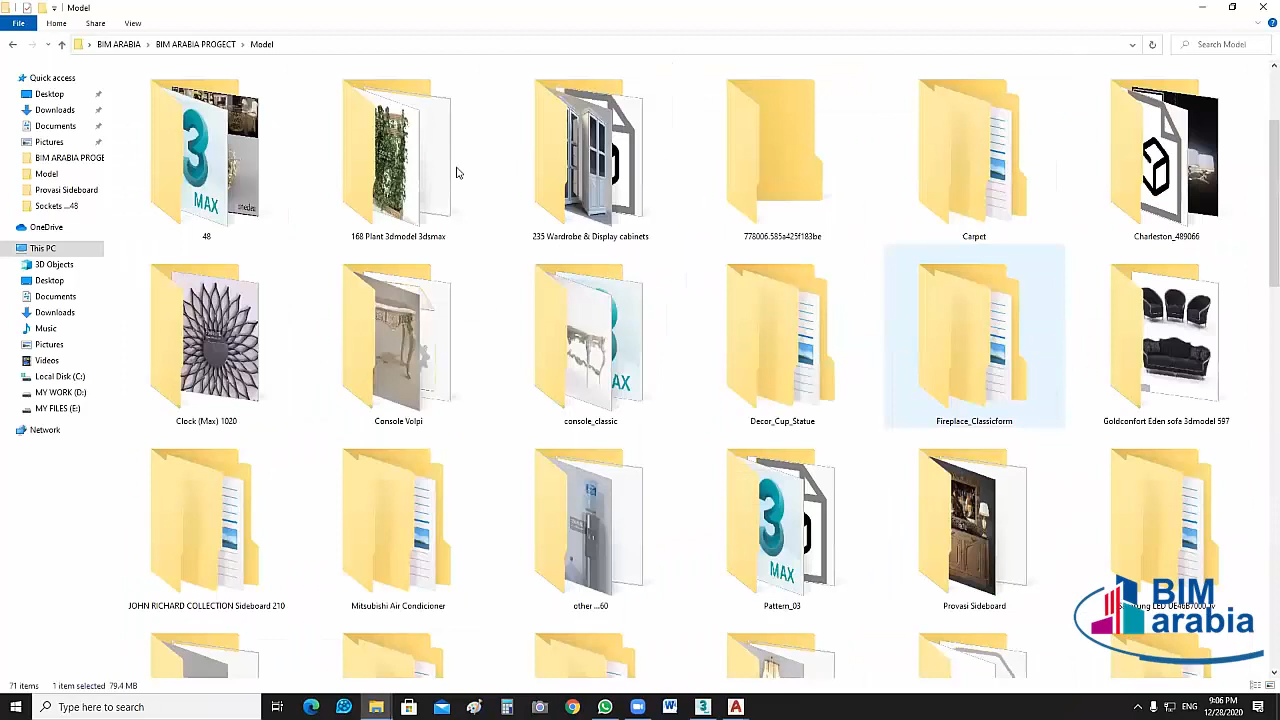 Model
File
Home
Share
View
BIM ARABIA
BIM ARABIA PROGECT
Model
Search Model
Quick access
Desktop
Downloads
Documents
Pictures
BIM ARABIA PROGE
Model
Provasi Sideboard
Sockets ...48
OneDrive
This PC
3D Objects
Desktop
Documents
Downloads
Music
Pictures
Videos
Local Disk (C:)
MY WORK (D:)
MY FILES (E:)
Network
3
MAX
48
168 Plant 3dmodel 3dsmax
235 Wardrobe & Display cabinets
778006.585a425f183be
Carpet
Charleston_489066
AX
Clock (Max) 1020
Console Volpi
console_classic
Decor_Cup_Statue
Fireplace_Classicform
Goldconfort Eden sofa 3dmodel 597
3
MAX
JOHN RICHARD COLLECTION Sideboard 210
Mitsubishi Air Condicioner
other ...60
Pattern_03
Provasi Sideboard
BIM
arabia
71 items
1 item selected
79.4 MB
Type here to search
ENG
9:06 PM
12/28/2020